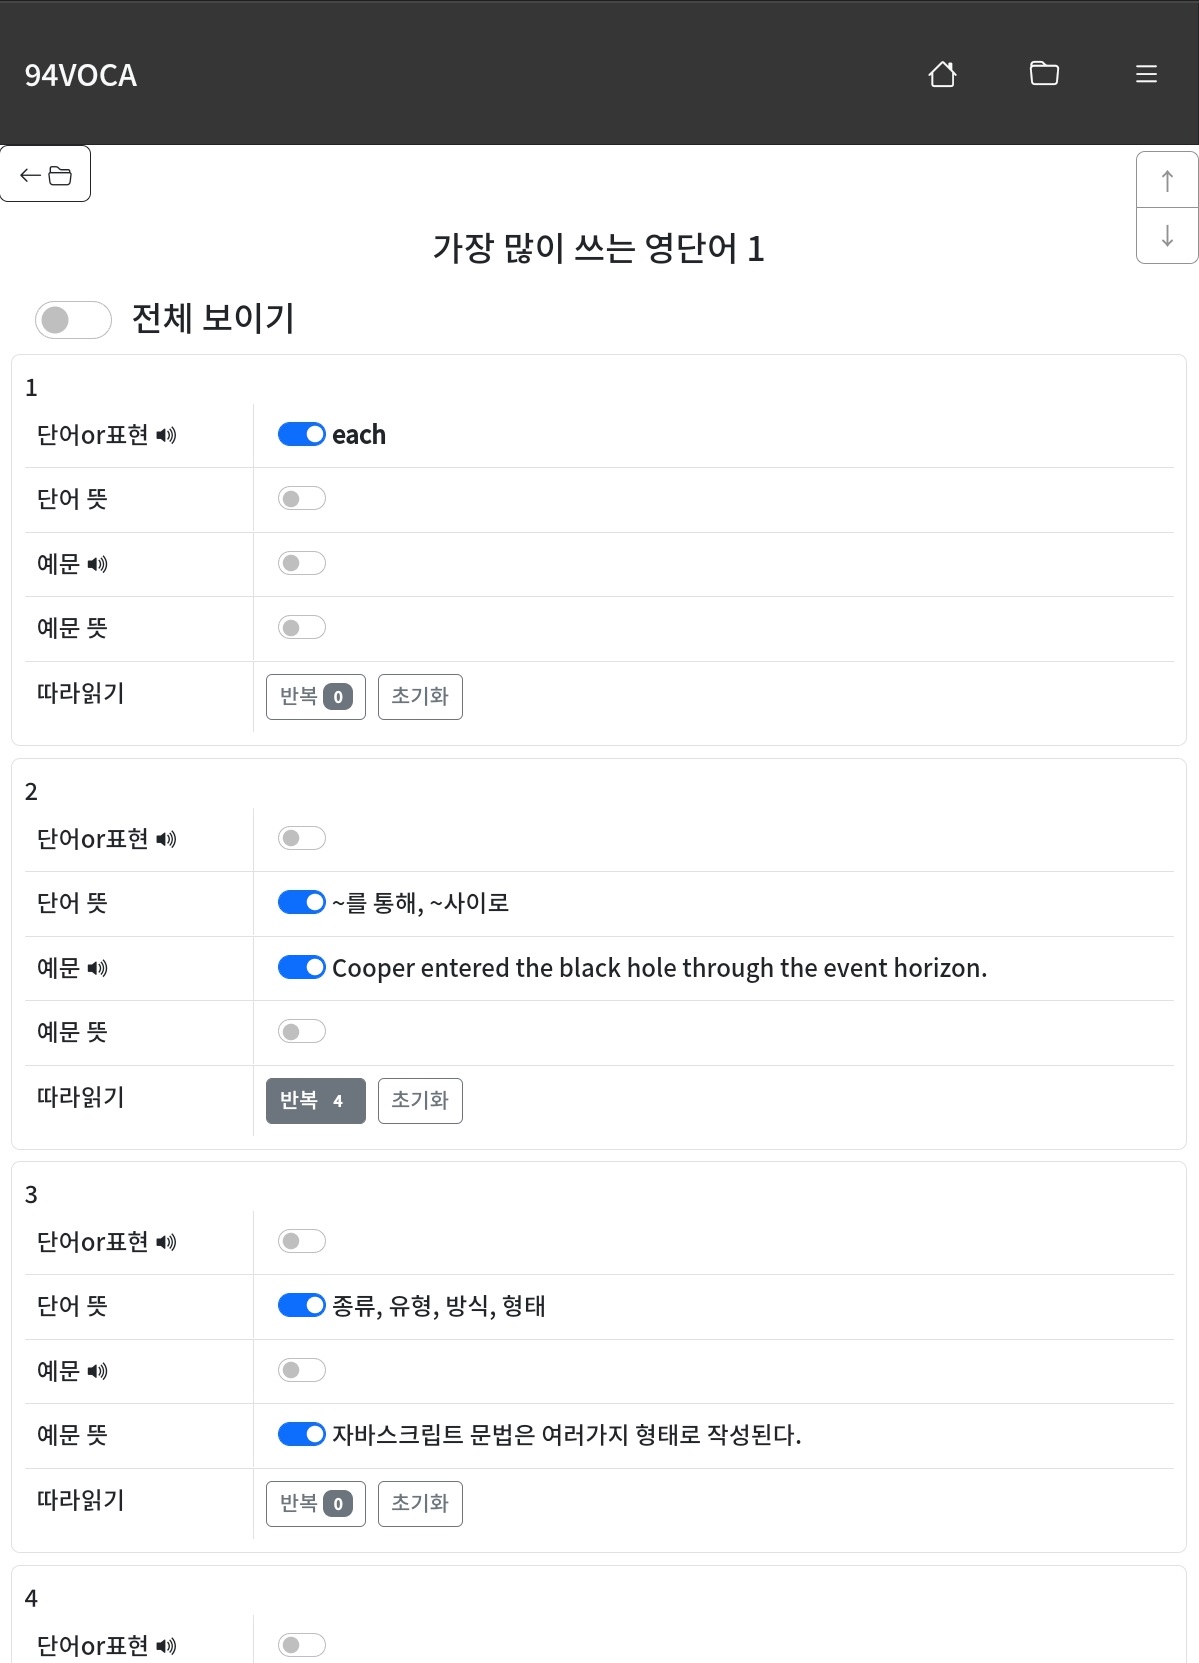 94VOCA
가장 많이 쓰는 영단어 1
전체 보이기
1
단어or표현 each
단어 뜻
예문
예문 뜻
따라읽기 반복 0 초기화
2
단어or표현
단어 뜻 ~를 통해, ~사이로
예문 Cooper entered the black hole through the event horizon.
예문 뜻
따라읽기 반복 4 초기화
3
단어or표현
단어 뜻 종류, 유형, 방식, 형태
예문
예문 뜻 자바스크립트 문법은 여러가지 형태로 작성된다.
따라읽기 반복 0 초기화
4
단어or표현